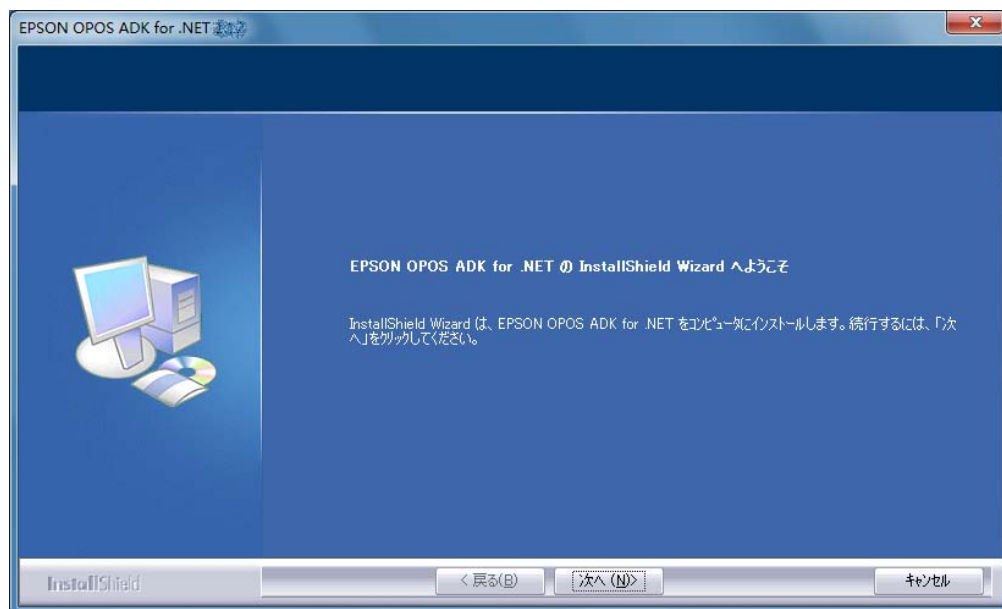 EPSON OPOS ADK for .NET
EPSON OPOS ADK for .NET の InstallShield Wizard へようこそ
InstallShield Wizard は、EPSON OPOS ADK for .NET をコンピュータにインストールします。続行するには、「次
へ」をクリックしてください。
InstallShield
< 戻る(B)
次へ (N)>
キャンセル